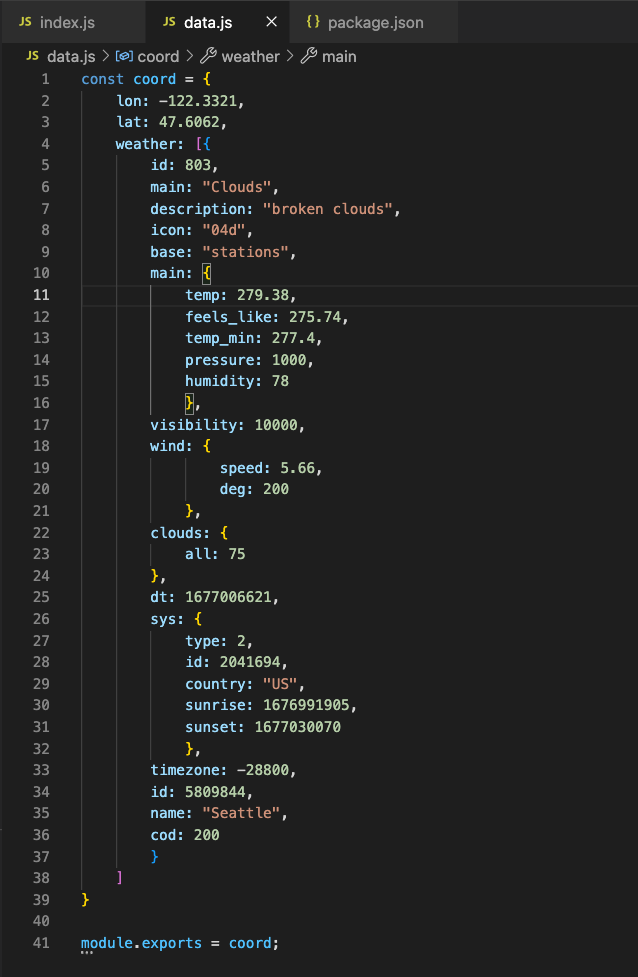 JS index.js JS data.js × {} package.json
JS data.js > coord > weather > main
1 const coord = {
2 lon: -122.3321,
3 lat: 47.6062,
4 weather: [{
5 id: 803,
6 main: "Clouds",
7 description: "broken clouds",
8 icon: "04d",
9 base: "stations",
10 main: {
11 temp: 279.38,
12 feels_like: 275.74,
13 temp_min: 277.4,
14 pressure: 1000,
15 humidity: 78
16 },
17 visibility: 10000,
18 wind: {
19 speed: 5.66,
20 deg: 200
21 },
22 clouds: {
23 all: 75
24 },
25 dt: 1677006621,
26 sys: {
27 type: 2,
28 id: 2041694,
29 country: "US",
30 sunrise: 1676991905,
31 sunset: 1677030070
32 },
33 timezone: -28800,
34 id: 5809844,
35 name: "Seattle",
36 cod: 200
37 }
38 ]
39 }
40
41 module.exports = coord;